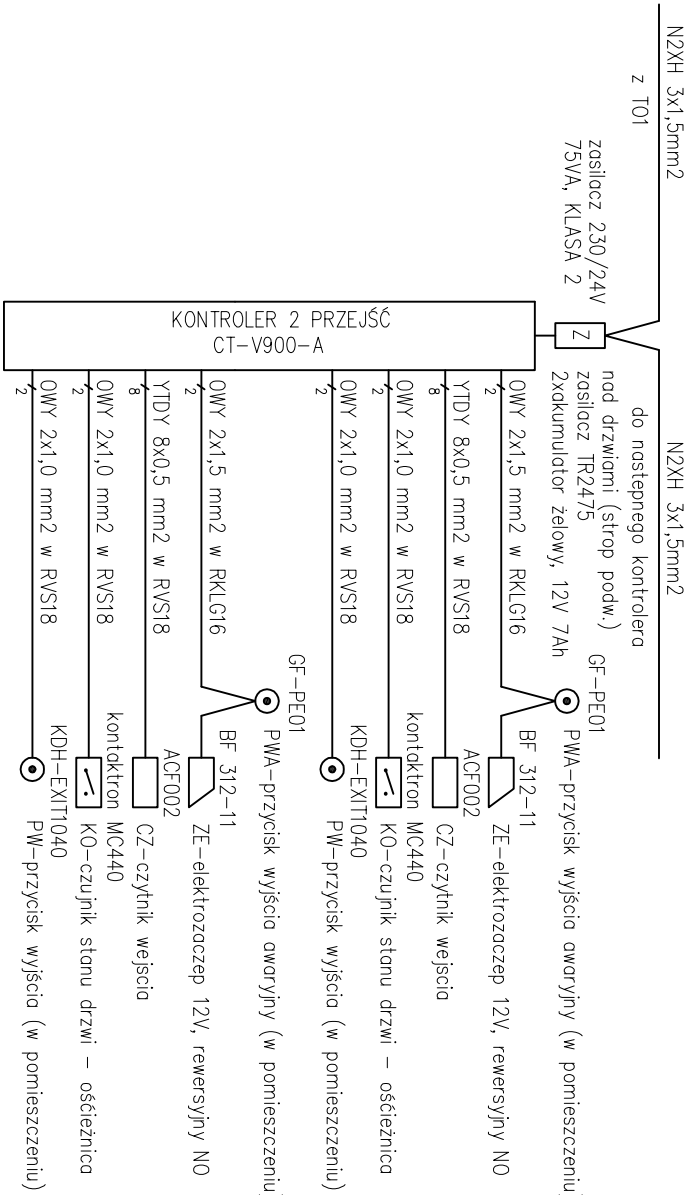 N2XH 3x1,5mm2
z T01
N2XH 3x1,5mm2
do nastepnego kontrolera
zasilacz 230/24V
75VA, KLASA 2
Z
nad drzwiami (strop podw.)
zasilacz TR2475
2xakumulator żelowy, 12V 7Ah
KONTROLER 2 PRZEJŚĆ
CT-V900-A
GF-PE01
PWA-przycisk wyjścia awaryjny (w pomieszczeniu)
2
OWY 2x1,5 mm2 w RKLG16
BF 312-11
ZE-elektrozaczep 12V, rewersyjny NO
8
YTDY 8x0,5 mm2 w RVS18
ACF002
CZ-czytnik wejscia
2
OWY 2x1,0 mm2 w RVS18
kontaktron MC440
KO-czujnik stanu drzwi - ośćieżnica
2
OWY 2x1,0 mm2 w RVS18
KDH-EXIT1040
PW-przycisk wyjścia (w pomieszczeniu)
GF-PE01
PWA-przycisk wyjścia awaryjny (w pomieszczeniu)
2
OWY 2x1,5 mm2 w RKLG16
BF 312-11
ZE-elektrozaczep 12V, rewersyjny NO
8
YTDY 8x0,5 mm2 w RVS18
ACF002
CZ-czytnik wejscia
2
OWY 2x1,0 mm2 w RVS18
kontaktron MC440
KO-czujnik stanu drzwi - ośćieżnica
2
OWY 2x1,0 mm2 w RVS18
KDH-EXIT1040
PW-przycisk wyjścia (w pomieszczeniu)